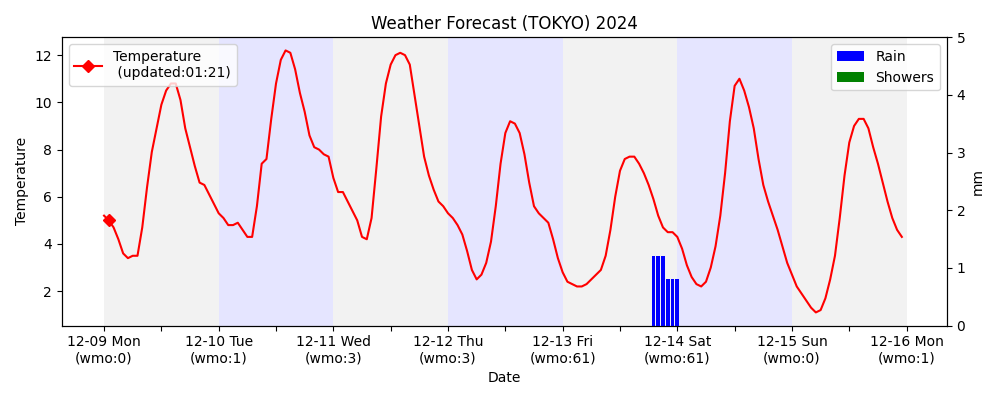 Weather Forecast (TOKYO) 2024
Temperature
(updated:01:21)
Rain
Showers
12
10
8
6
4
2
Temperature
5
4
3
2
1
0
mm
12-09 Mon
(wmo:0)
12-10 Tue
(wmo:1)
12-11 Wed
(wmo:3)
12-12 Thu
(wmo:3)
12-13 Fri
(wmo:61)
12-14 Sat
(wmo:61)
12-15 Sun
(wmo:0)
12-16 Mon
(wmo:1)
Date